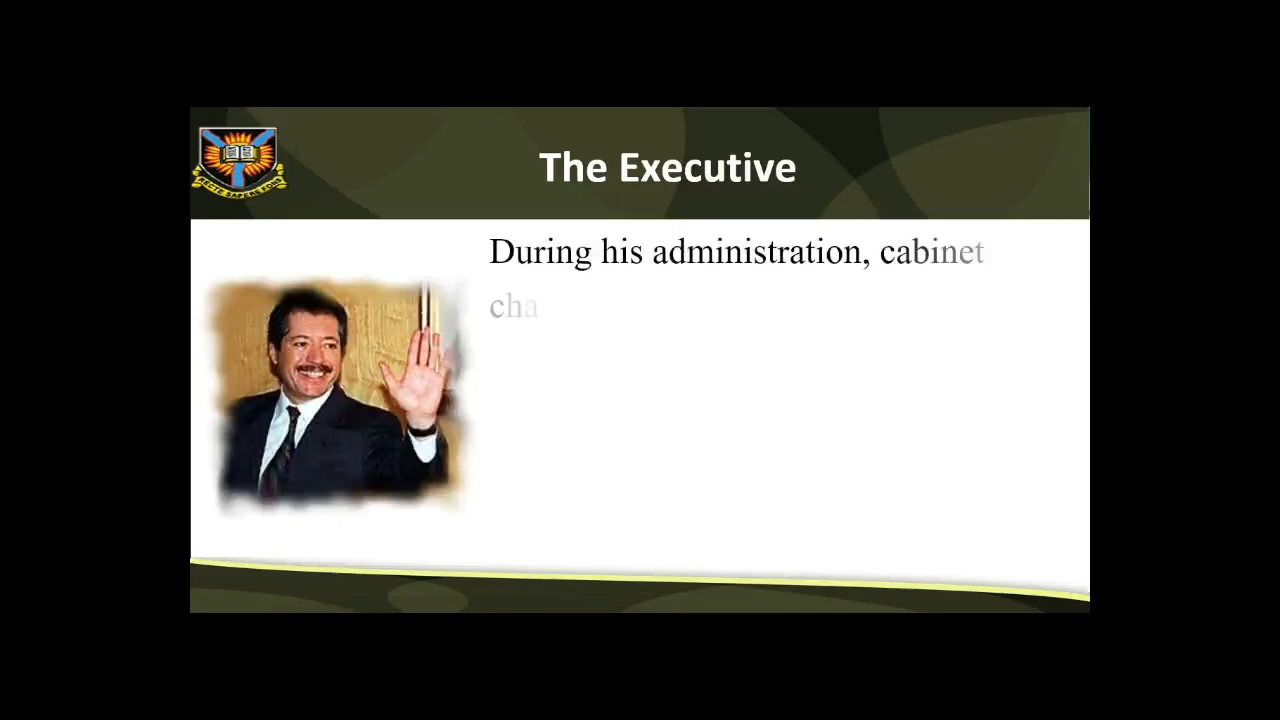 The Executive
During his administration, cabinet
cha